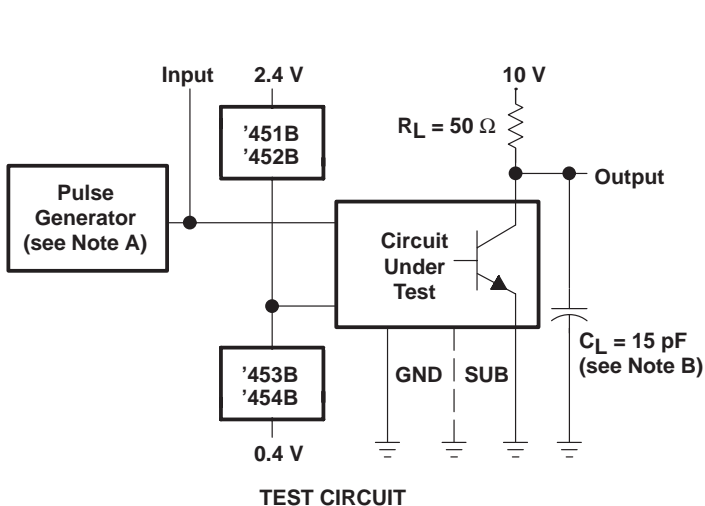 Input
2.4 V
10 V
'451B
'452B
RL = 50 Ω
Pulse
Generator
(see Note A)
Output
Circuit
Under
Test
CL = 15 pF
(see Note B)
'453B
'454B
GND
SUB
0.4 V
TEST CIRCUIT